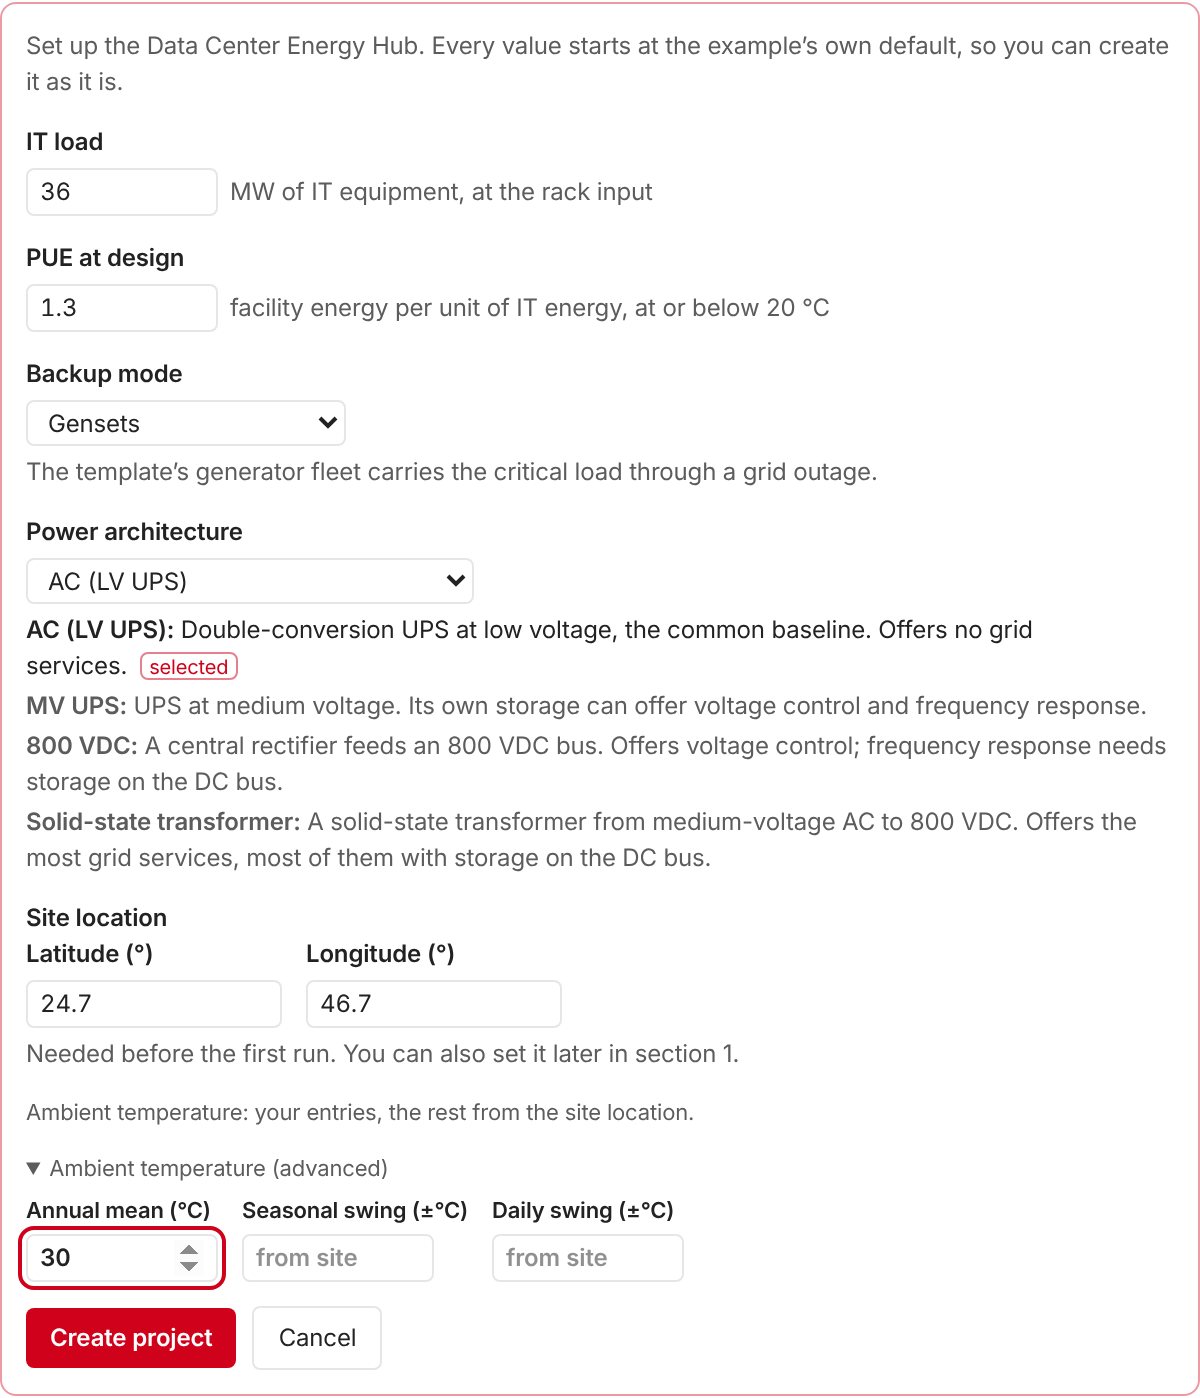 Set up the Data Center Energy Hub. Every value starts at the example’s own default, so you can create
it as it is.
IT load
36
MW of IT equipment, at the rack input
PUE at design
1.3
facility energy per unit of IT energy, at or below 20 °C
Backup mode
Gensets
The template’s generator fleet carries the critical load through a grid outage.
Power architecture
AC (LV UPS)
AC (LV UPS): Double-conversion UPS at low voltage, the common baseline. Offers no grid
services. selected
MV UPS: UPS at medium voltage. Its own storage can offer voltage control and frequency response.
800 VDC: A central rectifier feeds an 800 VDC bus. Offers voltage control; frequency response needs
storage on the DC bus.
Solid-state transformer: A solid-state transformer from medium-voltage AC to 800 VDC. Offers the
most grid services, most of them with storage on the DC bus.
Site location
Latitude (°) Longitude (°)
24.7 46.7
Needed before the first run. You can also set it later in section 1.
Ambient temperature: your entries, the rest from the site location.
▼ Ambient temperature (advanced)
Annual mean (°C) Seasonal swing (±°C) Daily swing (±°C)
30 from site from site
Create project Cancel